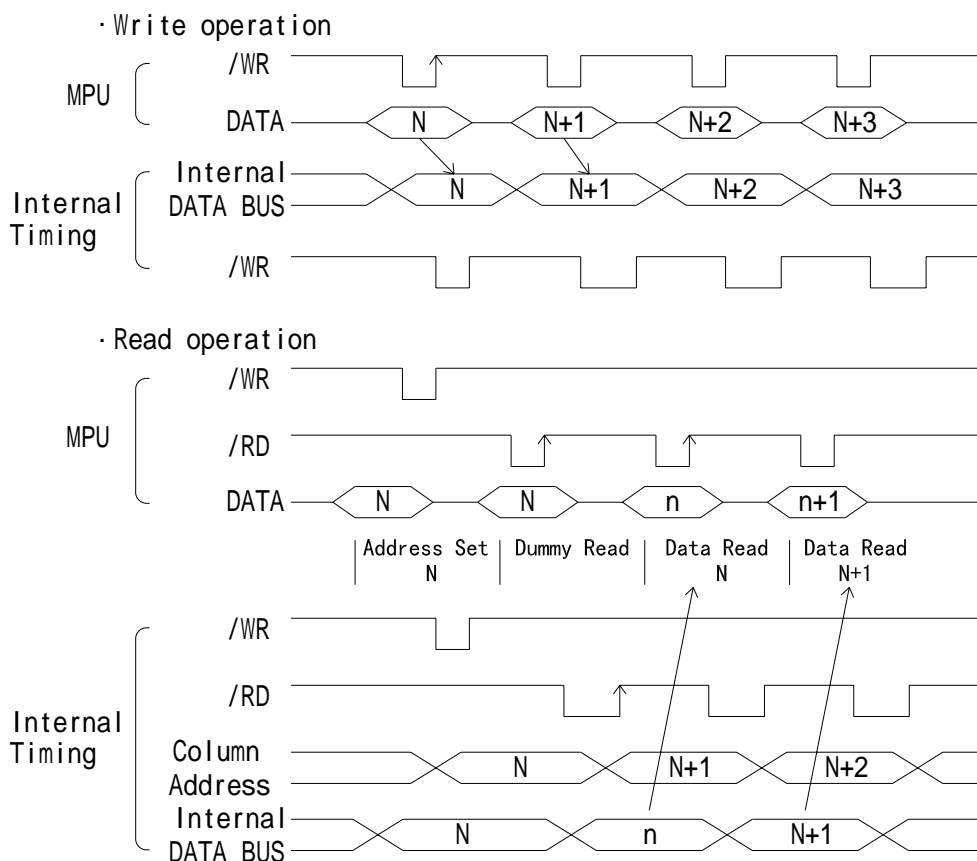 ·Write operation
/WR
MPU
DATA N N+1 N+2 N+3
Internal
DATA BUS N N+1 N+2 N+3
Internal
Timing
/WR
·Read operation
/WR
MPU
/RD
DATA N N n n+1
Address Set Dummy Read Data Read Data Read
N N N+1
/WR
/RD
Internal
Timing
Column
Address N N+1 N+2
Internal
DATA BUS N n N+1